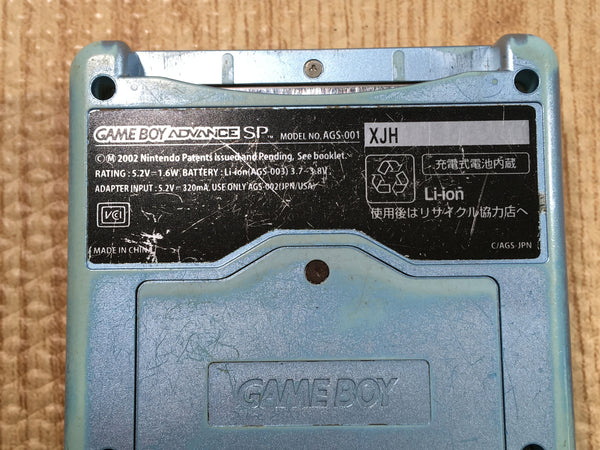 GAME BOY ADVANCE SP™ MODEL NO. AGS-001
© Ⓜ 2002 Nintendo Patents Issued and Pending, See booklet.
RATING : 5.2V⎓1.6W, BATTERY : Li-ion(AGS-003) 3.7⎓3.8V
ADAPTER INPUT : 5.2V⎓320mA, USE ONLY AGS-002(JPN/USA)
VCI
MADE IN CHINA
XJH
充電式電池内蔵
Li-ion
使用後はリサイクル協力店へ
C/AGS-JPN
GAME BOY